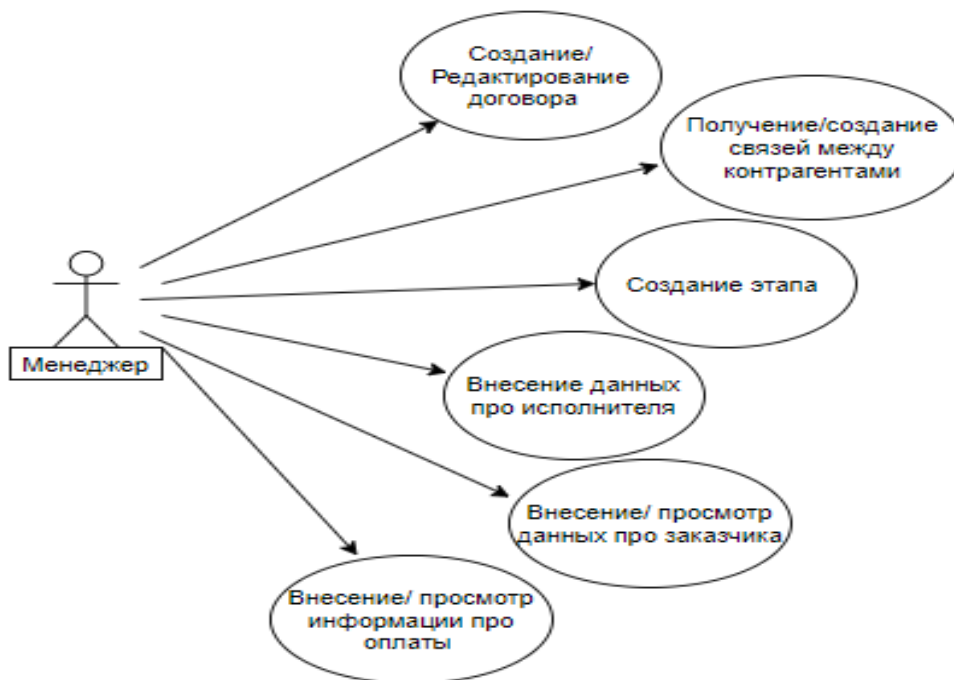 Создание/
Редактирование
договора
Получение/создание
связей между
контрагентами
Создание этапа
Менеджер
Внесение данных
про исполнителя
Внесение/ просмотр
данных про заказчика
Внесение/ просмотр
информации про
оплаты